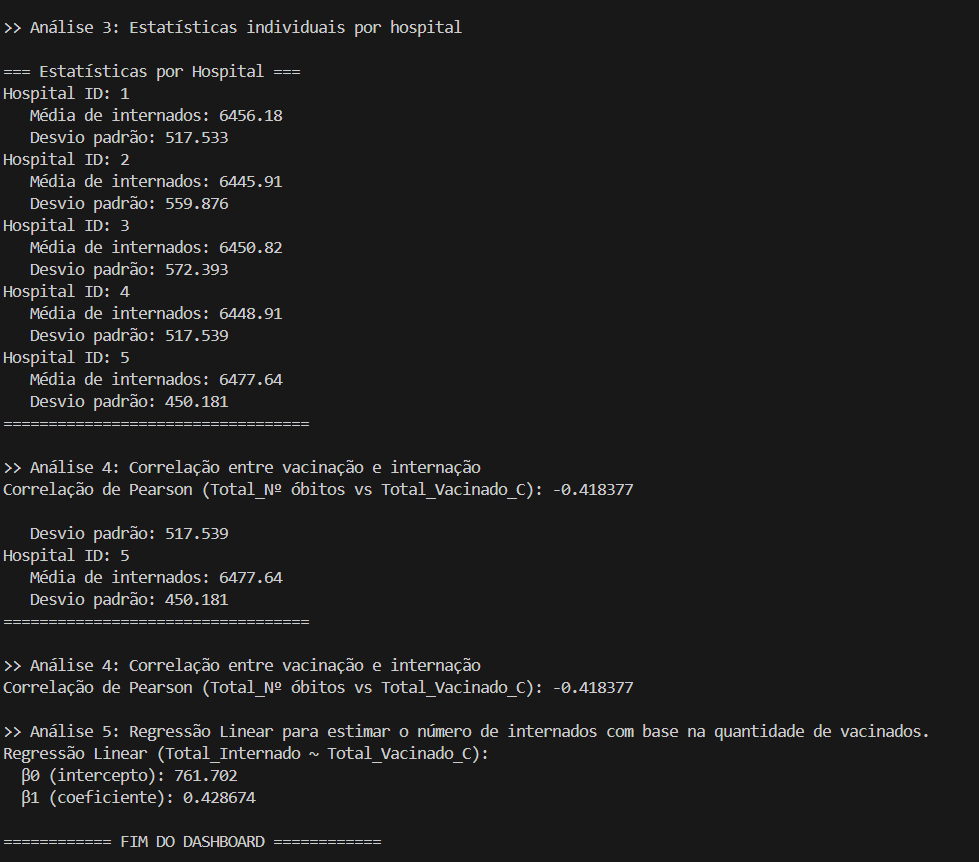 >> Análise 3: Estatísticas individuais por hospital
=== Estatísticas por Hospital ===
Hospital ID: 1
Média de internados: 6456.18
Desvio padrão: 517.533
Hospital ID: 2
Média de internados: 6445.91
Desvio padrão: 559.876
Hospital ID: 3
Média de internados: 6450.82
Desvio padrão: 572.393
Hospital ID: 4
Média de internados: 6448.91
Desvio padrão: 517.539
Hospital ID: 5
Média de internados: 6477.64
Desvio padrão: 450.181
==================================
>> Análise 4: Correlação entre vacinação e internação
Correlação de Pearson (Total_Nº óbitos vs Total_Vacinado_C): -0.418377
Desvio padrão: 517.539
Hospital ID: 5
Média de internados: 6477.64
Desvio padrão: 450.181
==================================
>> Análise 4: Correlação entre vacinação e internação
Correlação de Pearson (Total_Nº óbitos vs Total_Vacinado_C): -0.418377
>> Análise 5: Regressão Linear para estimar o número de internados com base na quantidade de vacinados.
Regressão Linear (Total_Internado ~ Total_Vacinado_C):
β0 (intercepto): 761.702
β1 (coeficiente): 0.428674
============ FIM DO DASHBOARD ============